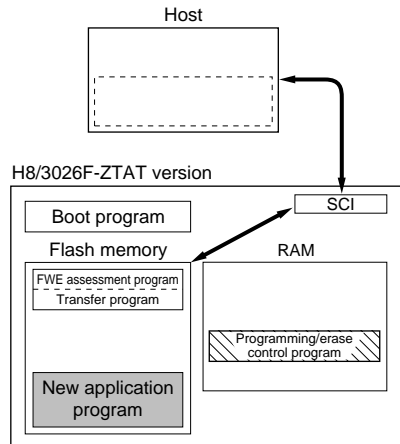 Host
H8/3026F-ZTAT version
SCI
Boot program
Flash memory
RAM
FWE assessment program
Transfer program
Programming/erase
control program
New application
program